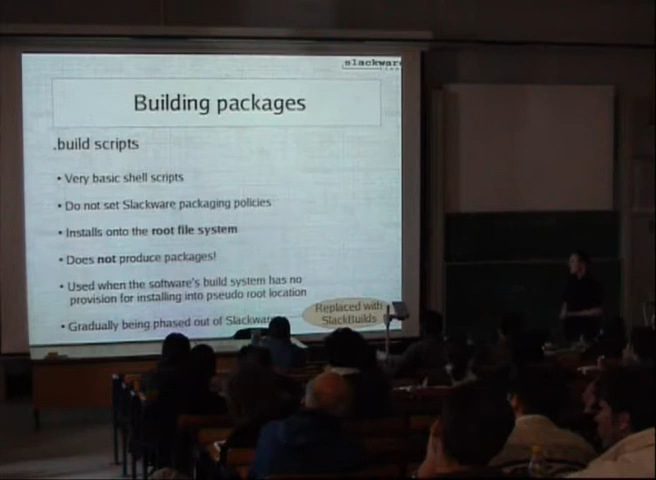 slackware
Building packages
.build scripts
• Very basic shell scripts
• Do not set Slackware packaging policies
• Installs onto the root file system
• Does not produce packages!
• Used when the software's build system has no
provision for installing into pseudo root location
• Gradually being phased out of Slackware
Replaced with
SlackBuilds